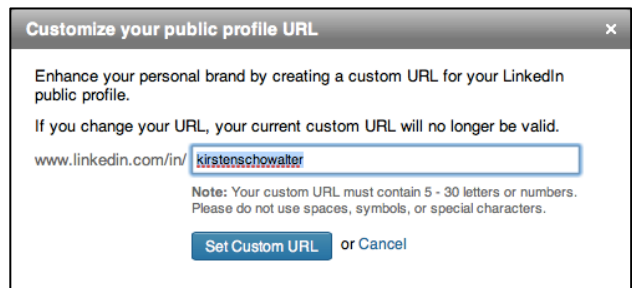 Customize your public profile URL ×
Enhance your personal brand by creating a custom URL for your LinkedIn
public profile.
If you change your URL, your current custom URL will no longer be valid.
www.linkedin.com/in/ kirstenschowalter
Note: Your custom URL must contain 5 - 30 letters or numbers.
Please do not use spaces, symbols, or special characters.
Set Custom URL or Cancel